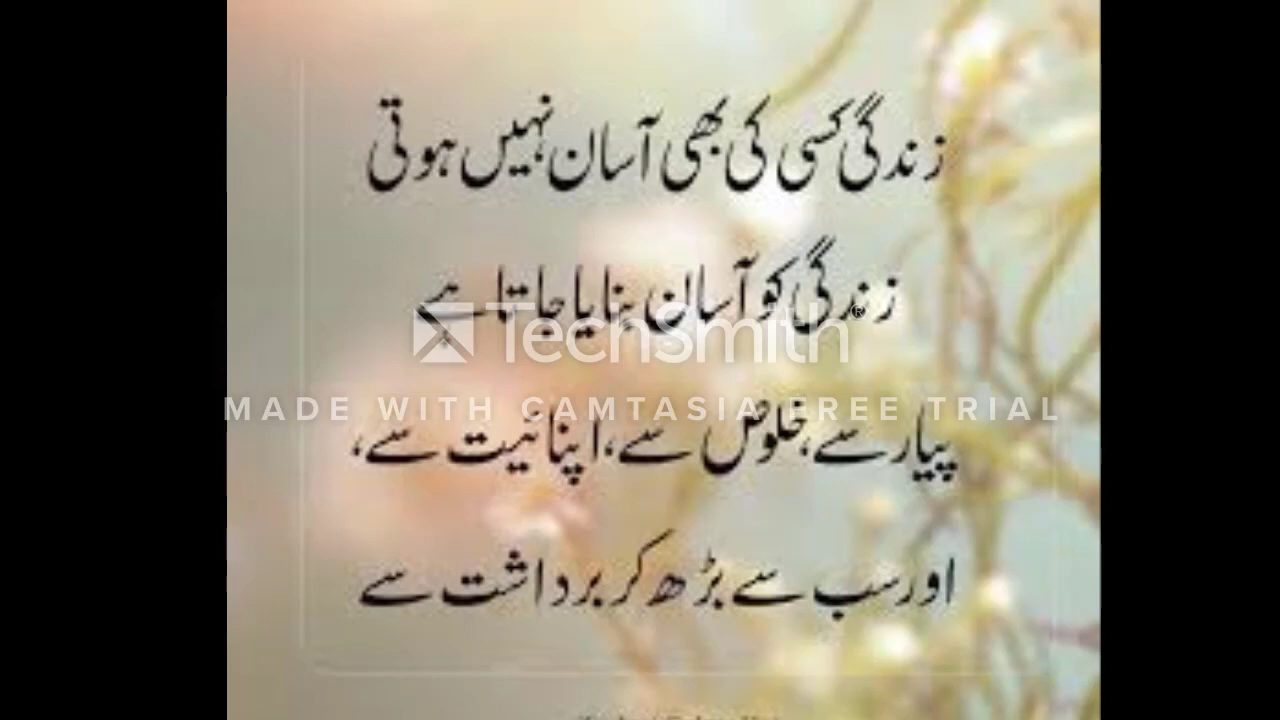 زندگی کسی کی بھی آسان نہیں ہوتی
زندگی کو آسان بنایا جاتا ہے
TechSmith®
MADE WITH CAMTASIA FREE TRIAL
پیار سے، خلوص سے، اپنائیت سے،
اور سب سے بڑھ کر برداشت سے